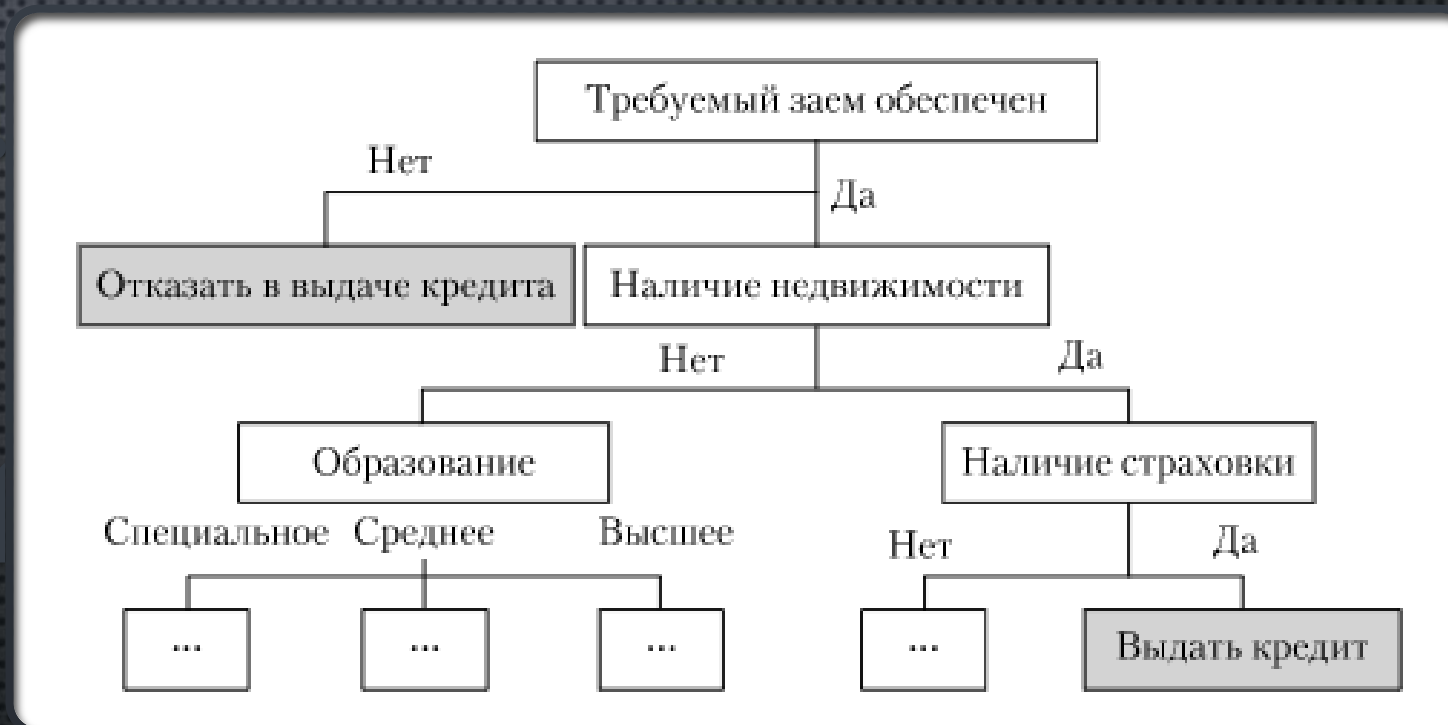 Требуемый заем обеспечен
Нет
Да
Отказать в выдаче кредита
Наличие недвижимости
Нет
Да
Образование
Наличие страховки
Специальное
Среднее
Высшее
Нет
Да
...
...
...
...
Выдать кредит